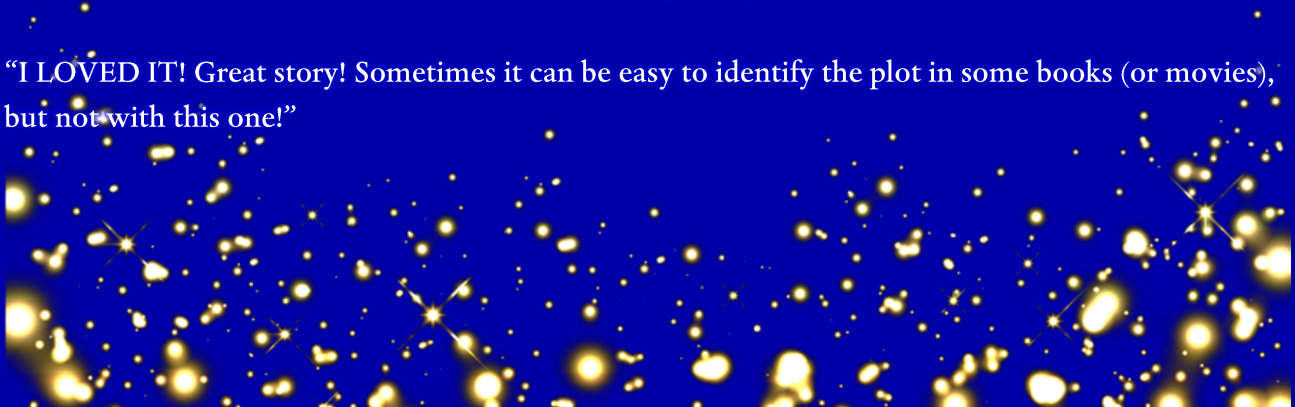 “I LOVED IT! Great story! Sometimes it can be easy to identify the plot in some books (or movies),
but not with this one!”